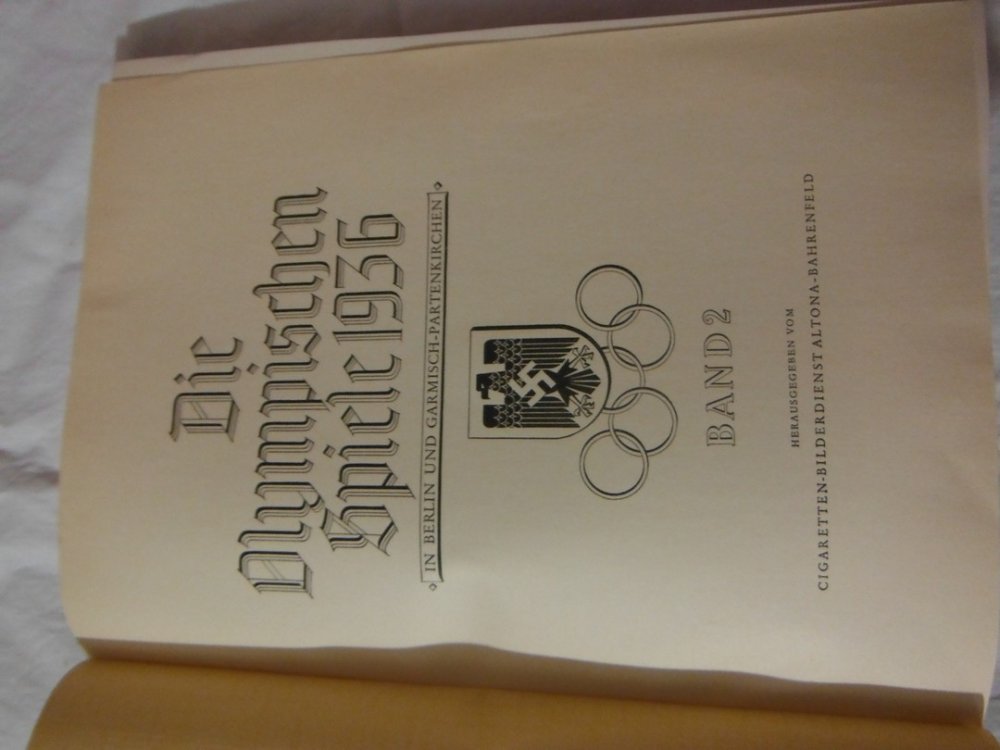 Die
Olympischen
Spiele 1936
IN BERLIN UND GARMISCH-PARTENKIRCHEN
BAND 2
HERAUSGEGEBEN VOM
CIGARETTEN-BILDERDIENST ALTONA-BAHRENFELD